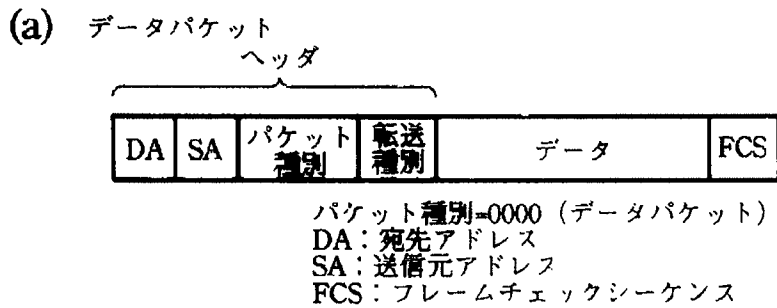 (a) データパケット
ヘッダ
DA SA パケット種別 転送種別 データ FCS
パケット種別=0000 (データパケット)
DA：宛先アドレス
SA：送信元アドレス
FCS：フレームチェックシーケンス